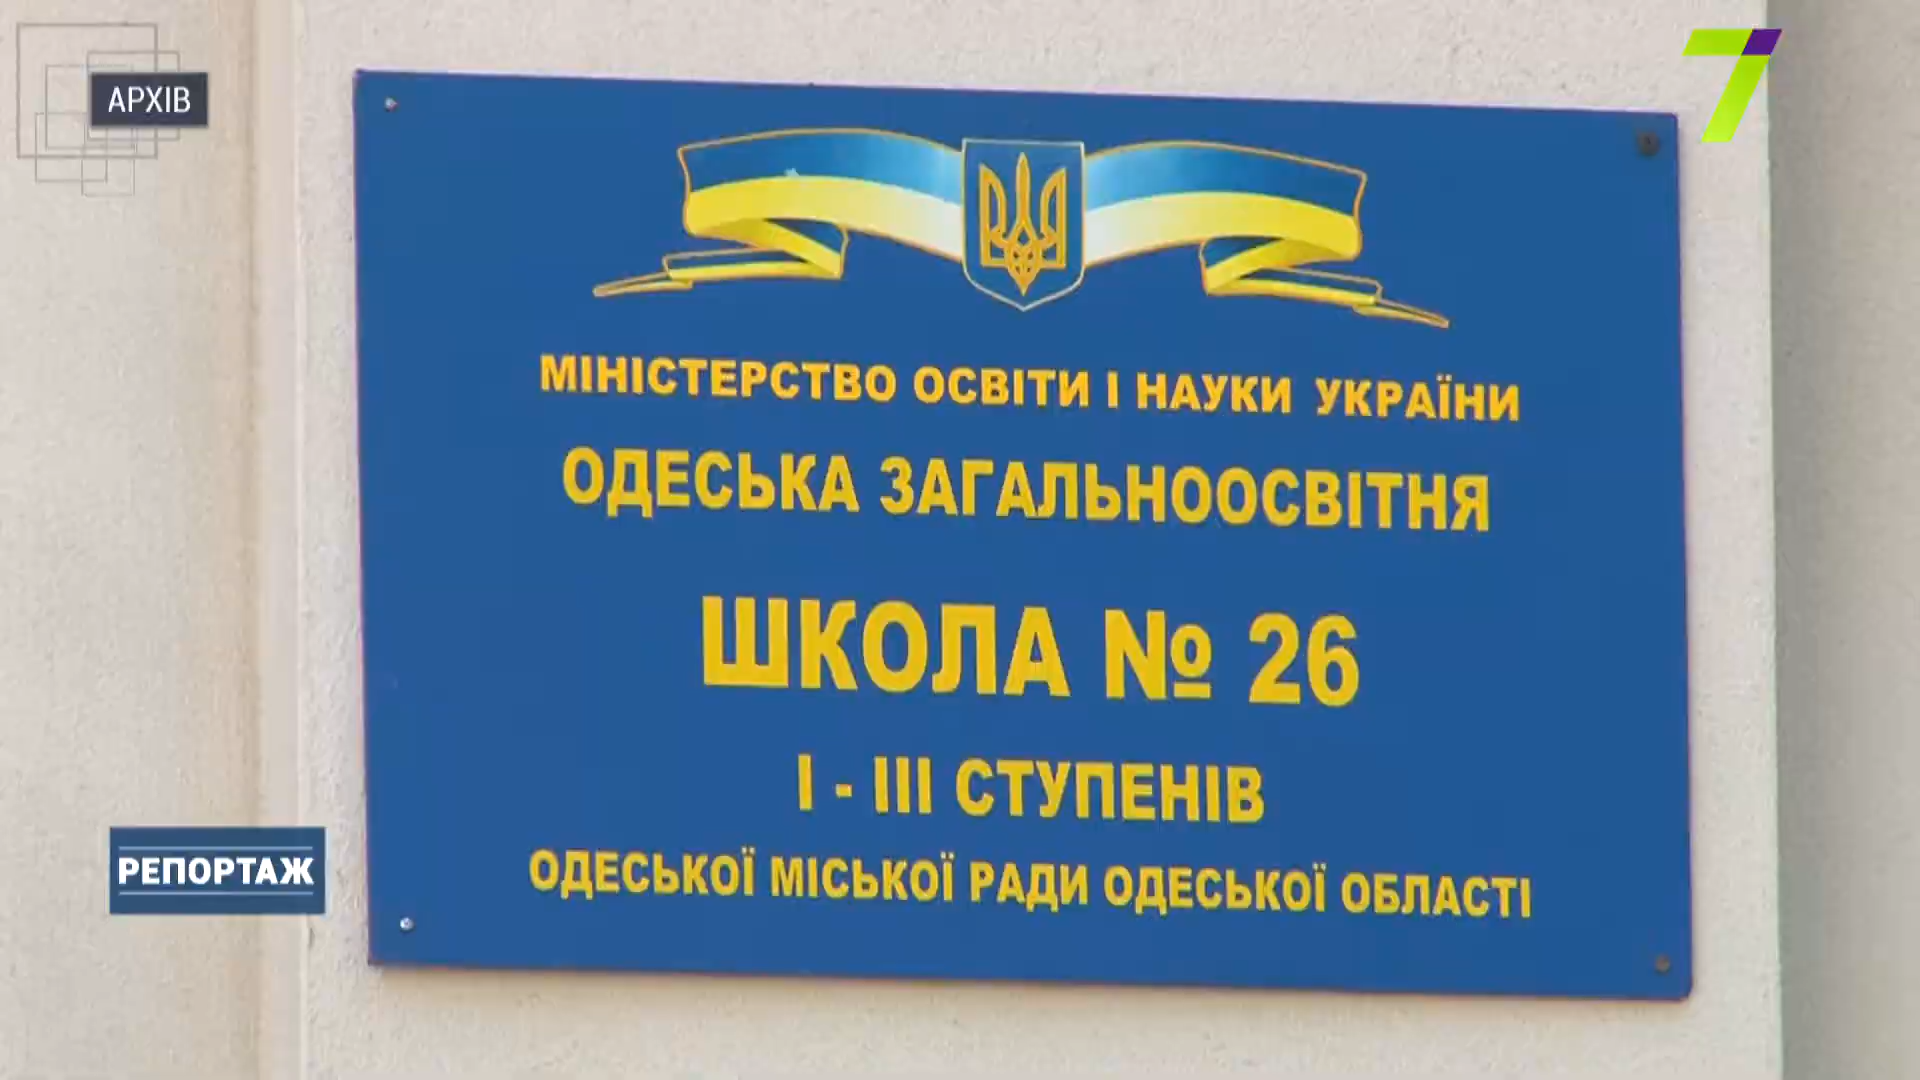 АРХІВ
7
МІНІСТЕРСТВО ОСВІТИ І НАУКИ УКРАЇНИ
ОДЕСЬКА ЗАГАЛЬНООСВІТНЯ
ШКОЛА № 26
І - ІІІ СТУПЕНІВ
РЕПОРТАЖ
ОДЕСЬКОЇ МІСЬКОЇ РАДИ ОДЕСЬКОЇ ОБЛАСТІ